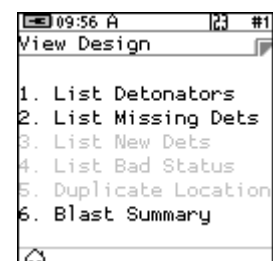 09:56 A 123 #1
View Design
1. List Detonators
2. List Missing Dets
3. List New Dets
4. List Bad Status
5. Duplicate Location
6. Blast Summary